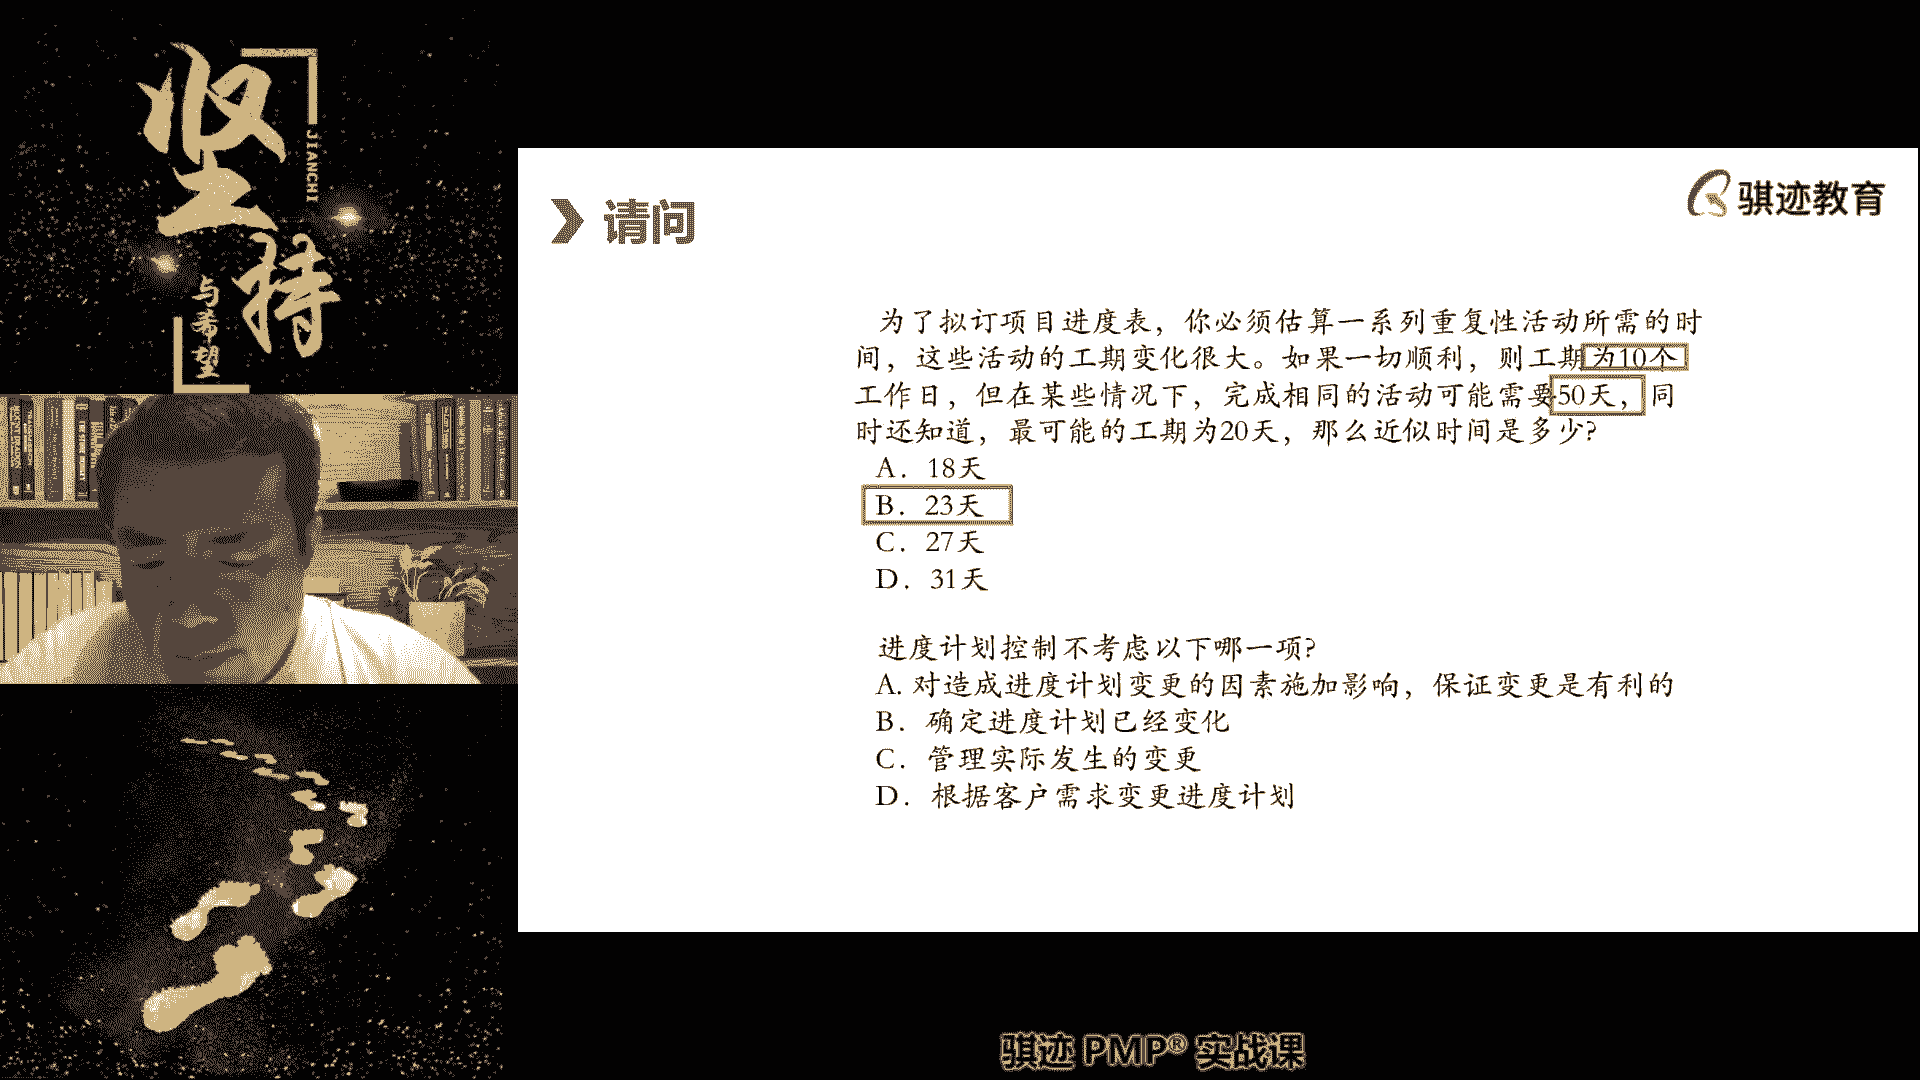 坚持
JIANCHI
与希望
请问
骐迹教育
为了拟订项目进度表，你必须估算一系列重复性活动所需的时
间，这些活动的工期变化很大。如果一切顺利，则工期为10个
工作日，但在某些情况下，完成相同的活动可能需要50天，同
时还知道，最可能的工期为20天，那么近似时间是多少?
A．18天
B．23天
C．27天
D．31天
进度计划控制不考虑以下哪一项?
A. 对造成进度计划变更的因素施加影响，保证变更是有利的
B．确定进度计划已经变化
C．管理实际发生的变更
D．根据客户需求变更进度计划
骐迹 PMP® 实战课